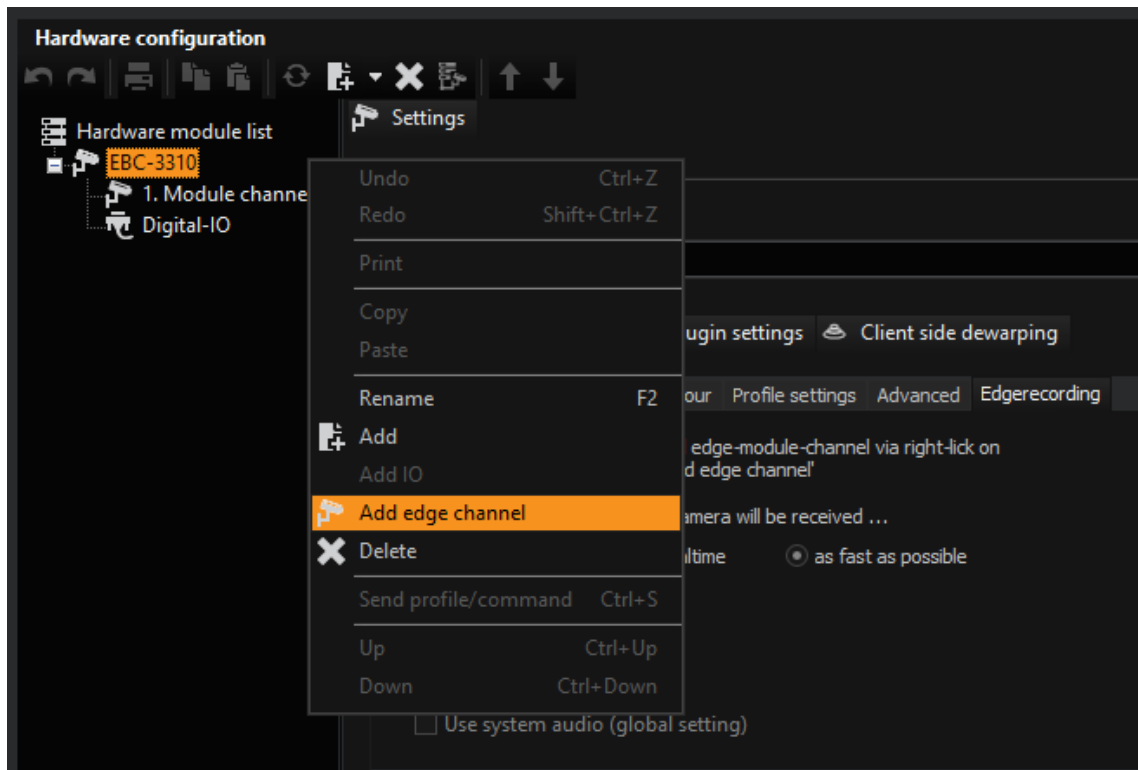 Hardware configuration
Settings
Hardware module list
EBC-3310
1. Module channe
Digital-IO
Undo Ctrl+Z
Redo Shift+Ctrl+Z
Print
Copy
Paste
Rename F2
Add
Add IO
Add edge channel
Delete
Send profile/command Ctrl+S
Up Ctrl+Up
Down Ctrl+Down
ugin settings Client side dewarping
our Profile settings Advanced Edgerecording
edge-module-channel via right-lick on
d edge channel'
amera will be received ...
ltime as fast as possible
Use system audio (global setting)